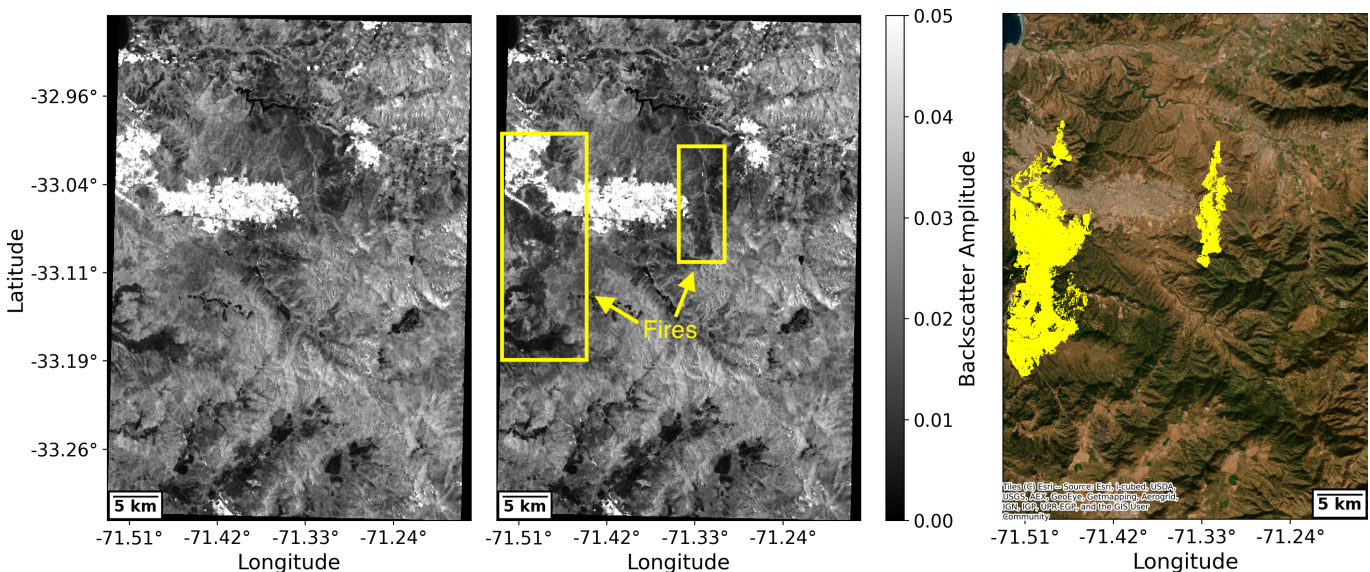 Latitude
-32.96°
-33.04°
-33.11°
-33.19°
-33.26°
5 km
-71.51° -71.42° -71.33° -71.24°
Longitude
Fires
5 km
-71.51° -71.42° -71.33° -71.24°
Longitude
Backscatter Amplitude
0.05
0.04
0.03
0.02
0.01
0.00
Tiles (C) Esri -- Source: Esri, i-cubed, USDA,
USGS, AEX, GeoEye, Getmapping, Aerogrid,
IGN, IGP, UPR-EGP, and the GIS User
Community
5 km
-71.51° -71.42° -71.33° -71.24°
Longitude